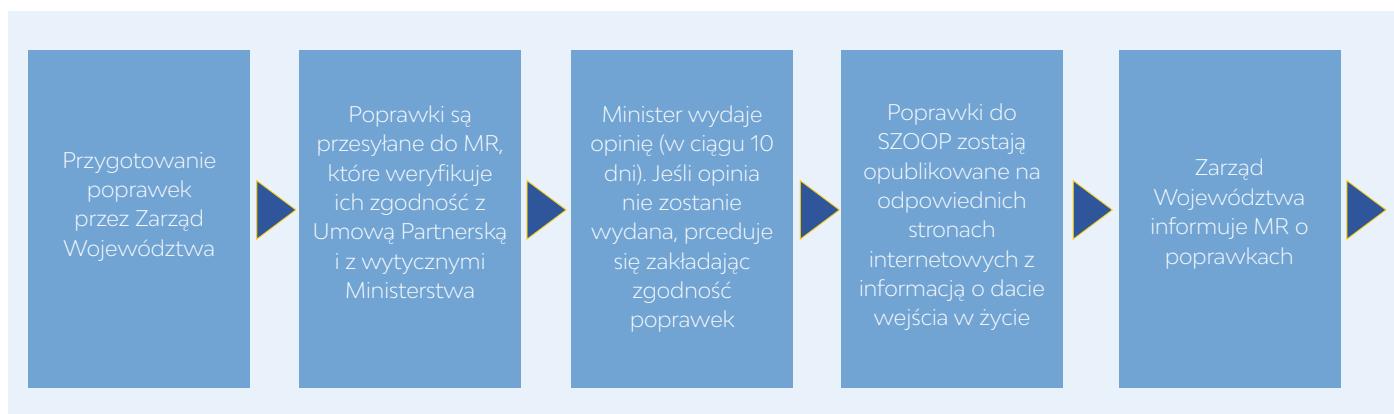 Przygotowanie
poprawek
przez Zarząd
Województwa
Poprawki są
przesyłane do MR,
które weryfikuje
ich zgodność z
Umową Partnerską
i z wytycznymi
Ministerstwa
Minister wydaje
opinię (w ciągu 10
dni). Jeśli opinia
nie zostanie
wydana, prceduje
się zakładając
zgodność
poprawek
Poprawki do
SZOOP zostają
opublikowane na
odpowiednich
stronach
internetowych z
informacją o dacie
wejścia w życie
Zarząd
Województwa
informuje MR o
poprawkach